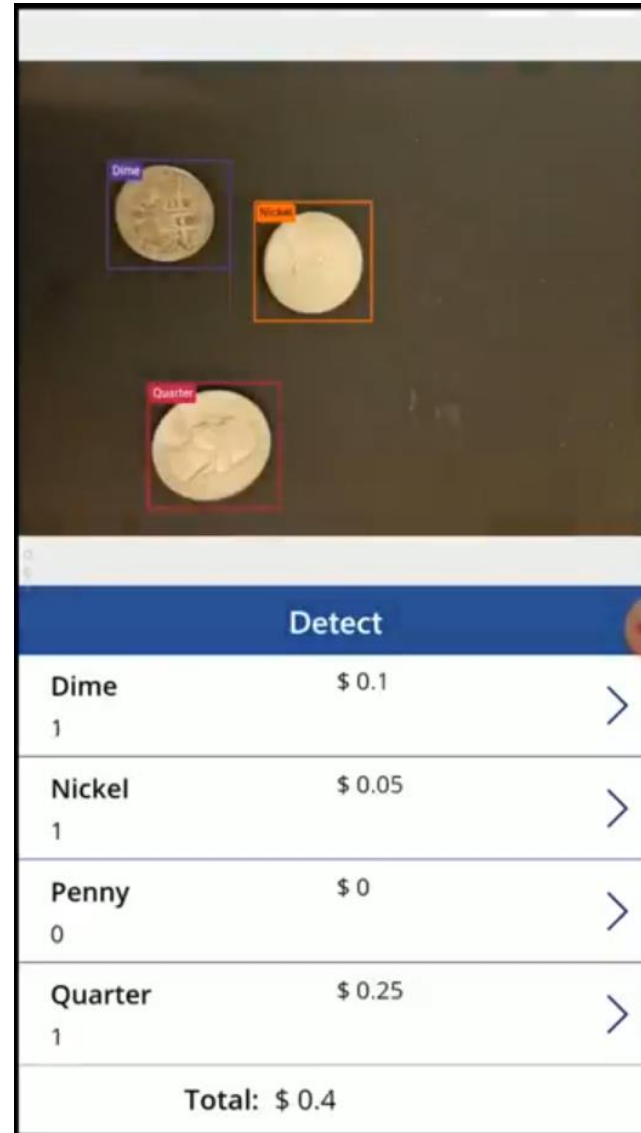 Dime
Nickel
Quarter
Detect
Dime $ 0.1
1
Nickel $ 0.05
1
Penny $ 0
0
Quarter $ 0.25
1
Total: $ 0.4